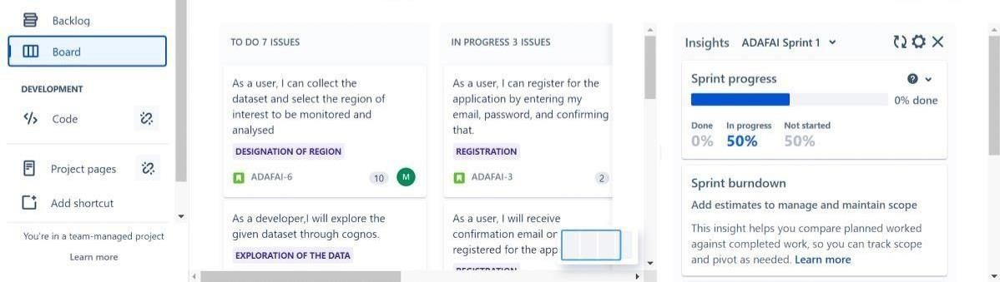 Backlog
Board
DEVELOPMENT
</> Code
Project pages
Add shortcut
You're in a team-managed project
Learn more
TO DO 7 ISSUES
As a user, I can collect the
dataset and select the region of
interest to be monitored and
analysed
DESIGNATION OF REGION
ADAFAI-6
10
M
As a developer,I will explore the
given dataset through cognos.
EXPLORATION OF THE DATA
IN PROGRESS 3 ISSUES
As a user, I can register for the
application by entering my
email, password, and confirming
that.
REGISTRATION
ADAFAI-3
2
As a user, I will receive
confirmation email or
registered for the app
REGISTRATION
Insights ADAFAI Sprint 1
Sprint progress
0% done
Done In progress Not started
0% 50% 50%
Sprint burndown
Add estimates to manage and maintain scope
This insight helps you compare planned worked
against completed work, so you can track scope
and pivot as needed. Learn more